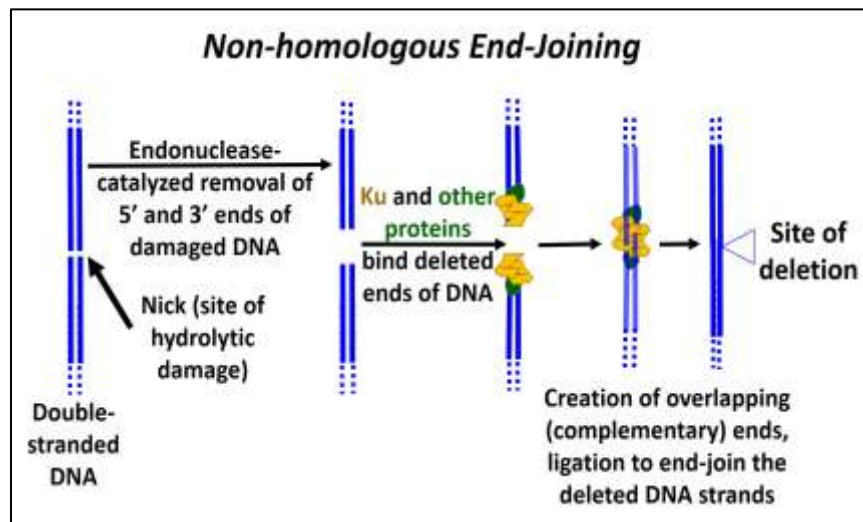 Non-homologous End-Joining
Endonuclease-
catalyzed removal of
5’ and 3’ ends of
damaged DNA
Nick (site of
hydrolytic
damage)
Double-
stranded
DNA
Ku and other
proteins
bind deleted
ends of DNA
Creation of overlapping
(complementary) ends,
ligation to end-join the
deleted DNA strands
Site of
deletion